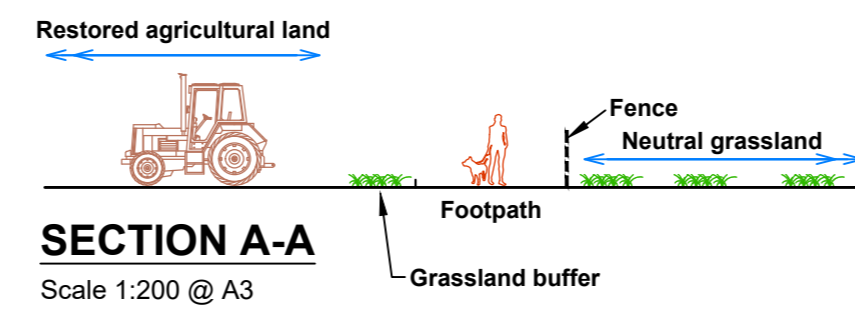 Restored agricultural land
Fence
Neutral grassland
Footpath
Grassland buffer
SECTION A-A
Scale 1:200 @ A3